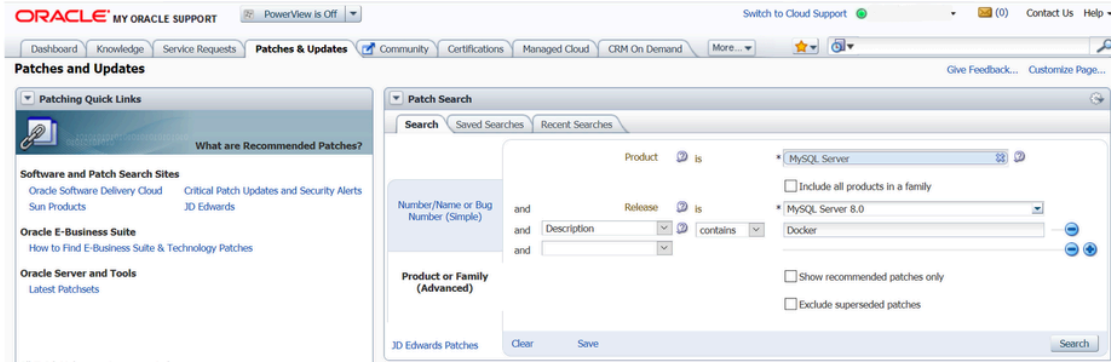 ORACLE® MY ORACLE SUPPORT PowerView is Off Switch to Cloud Support (0) Contact Us Help
Dashboard Knowledge Service Requests Patches & Updates Community Certifications Managed Cloud CRM On Demand More...
Patches and Updates Give Feedback... Customize Page...
Patching Quick Links
What are Recommended Patches?
Software and Patch Search Sites
Oracle Software Delivery Cloud Critical Patch Updates and Security Alerts
Sun Products JD Edwards
Oracle E-Business Suite
How to Find E-Business Suite & Technology Patches
Oracle Server and Tools
Latest Patchsets
Patch Search
Search Saved Searches Recent Searches
Number/Name or Bug
Number (Simple)
Product or Family
(Advanced)
JD Edwards Patches
Product is * MySQL Server
Include all products in a family
and Release is * MySQL Server 8.0
and Description contains Docker
and
Show recommended patches only
Exclude superseded patches
Clear Save Search